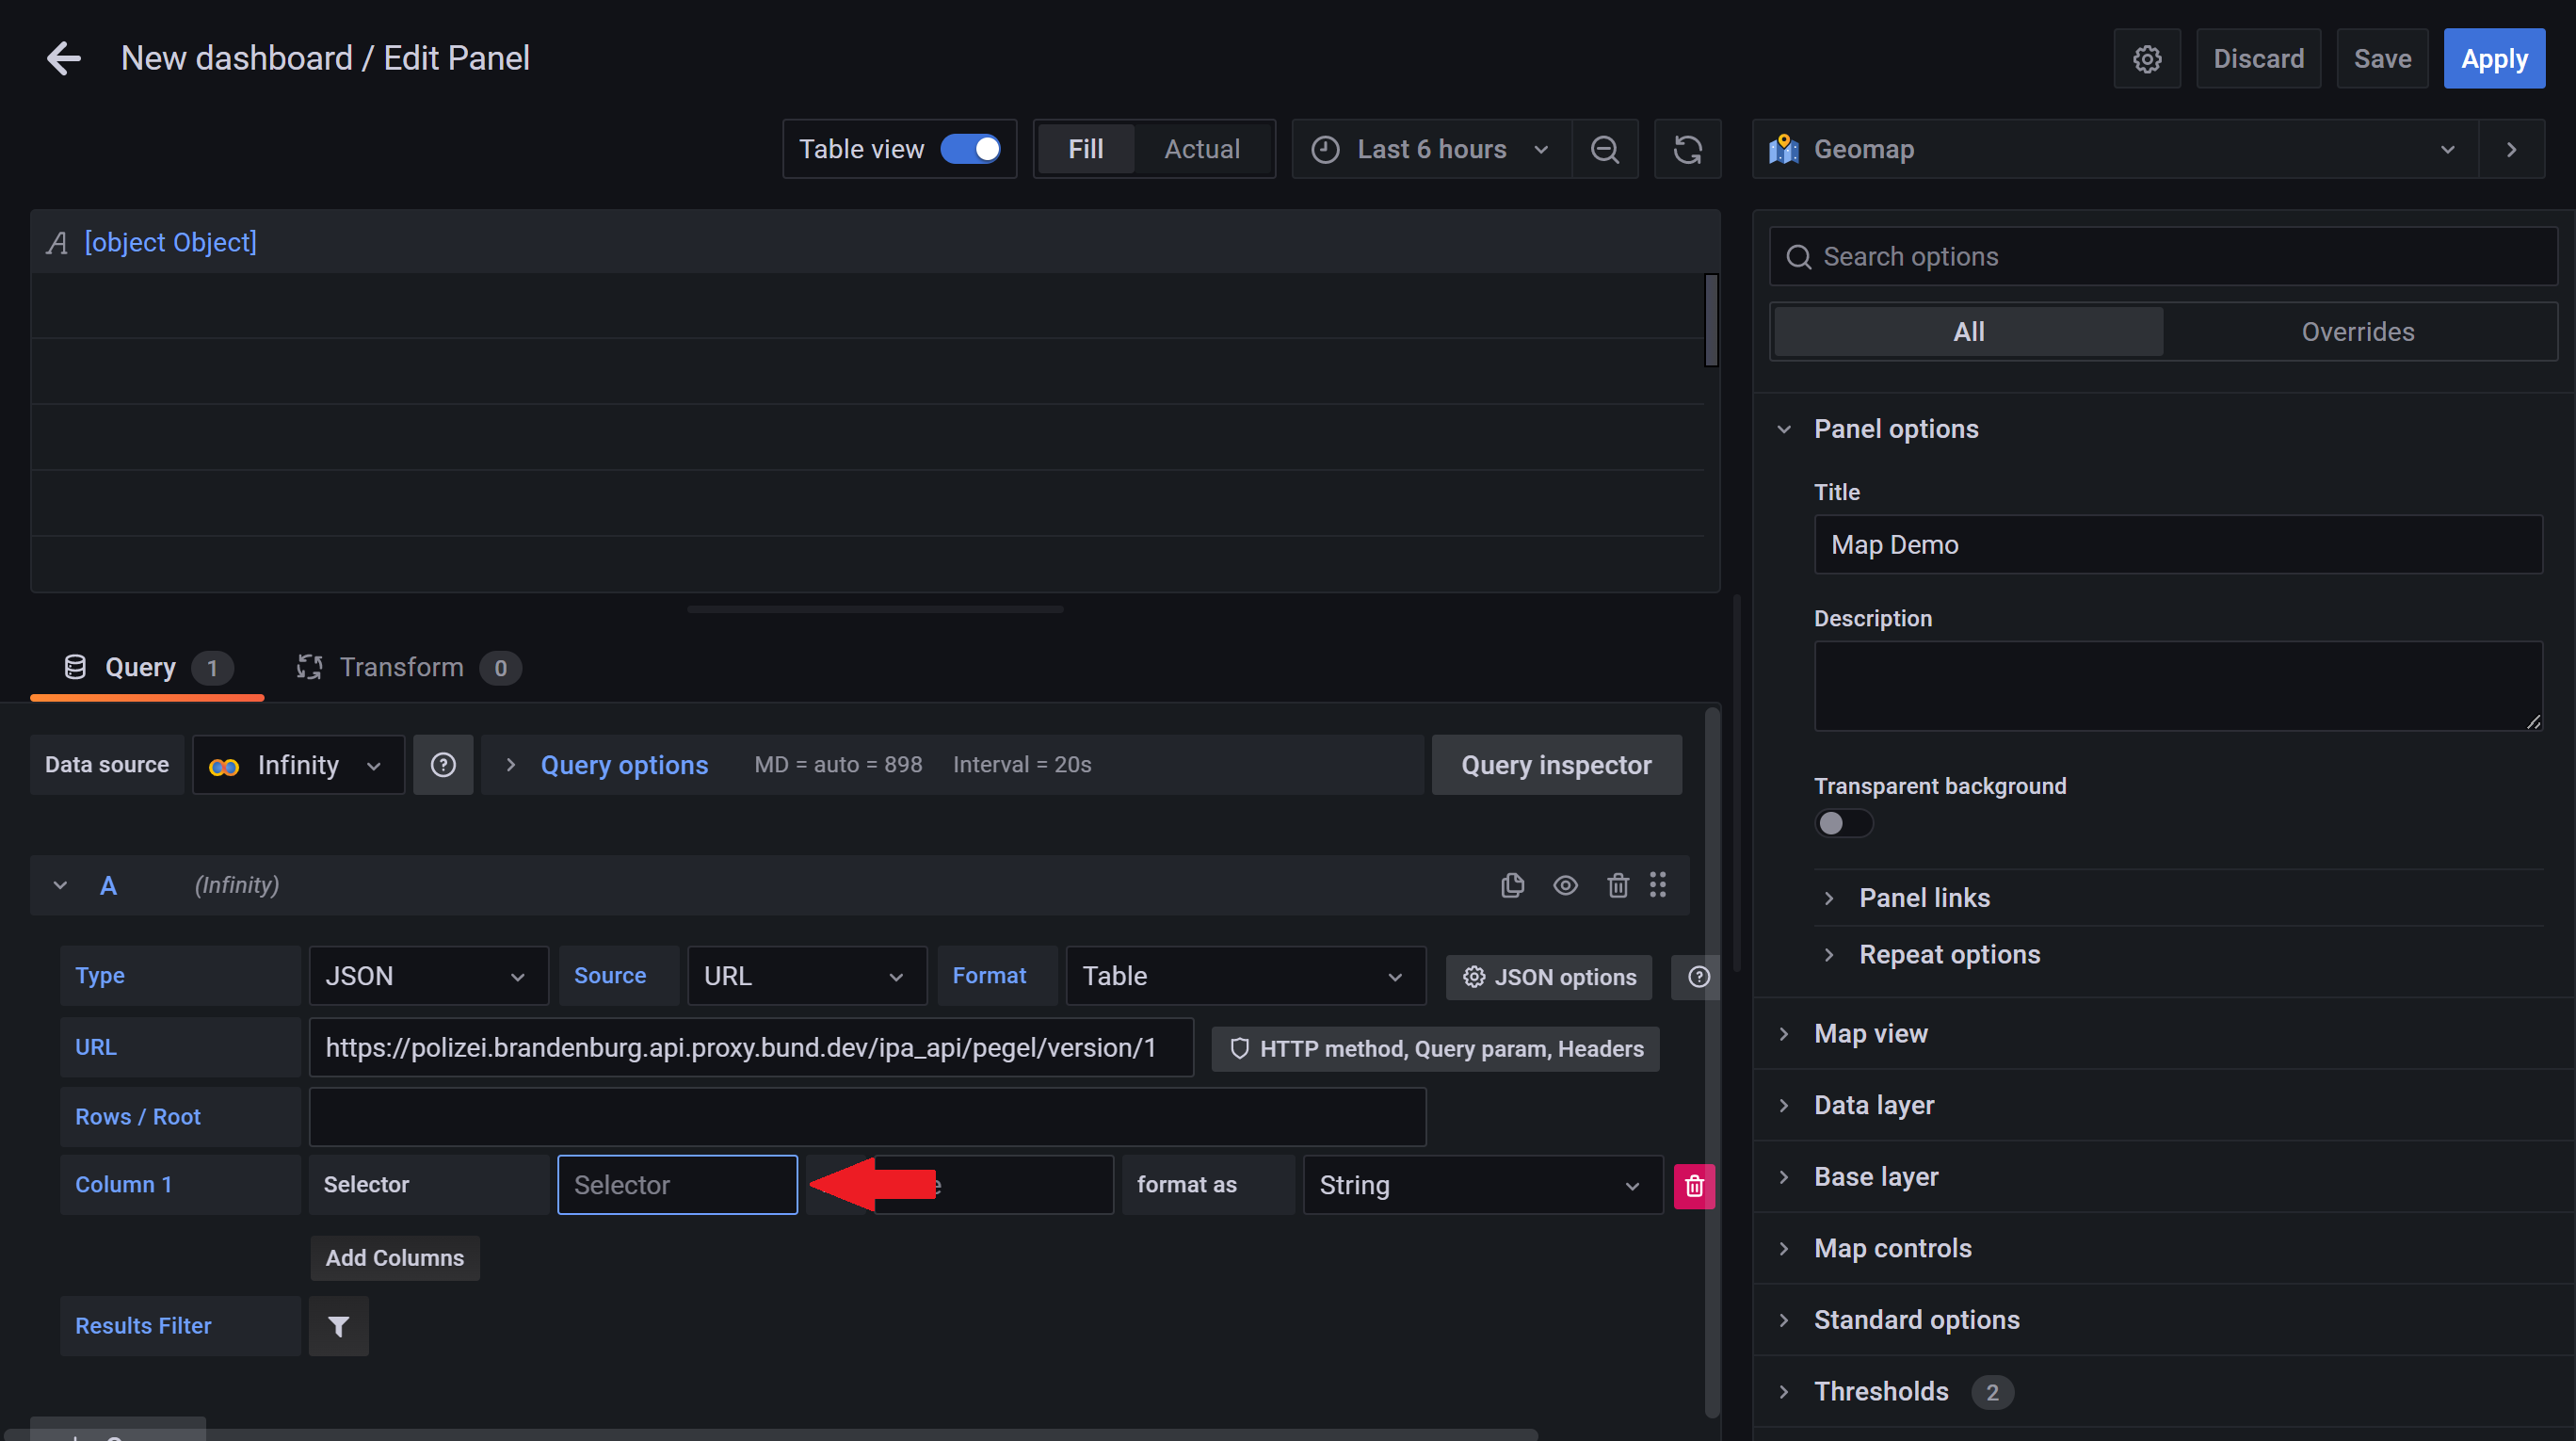 New dashboard / Edit Panel
Discard
Save
Apply
Table view
Fill
Actual
Last 6 hours
Geomap
[object Object]
Search options
All
Overrides
Panel options
Title
Map Demo
Description
Query 1
Transform 0
Data source
Infinity
Query options
MD = auto = 898
Interval = 20s
Query inspector
Transparent background
A
(Infinity)
Panel links
Repeat options
Type
JSON
Source
URL
Format
Table
JSON options
URL
https://polizei.brandenburg.api.proxy.bund.dev/ipa_api/pegel/version/1
HTTP method, Query param, Headers
Map view
Rows / Root
Data layer
Column 1
Selector
Selector
format as
String
Base layer
Add Columns
Map controls
Results Filter
Standard options
Thresholds 2